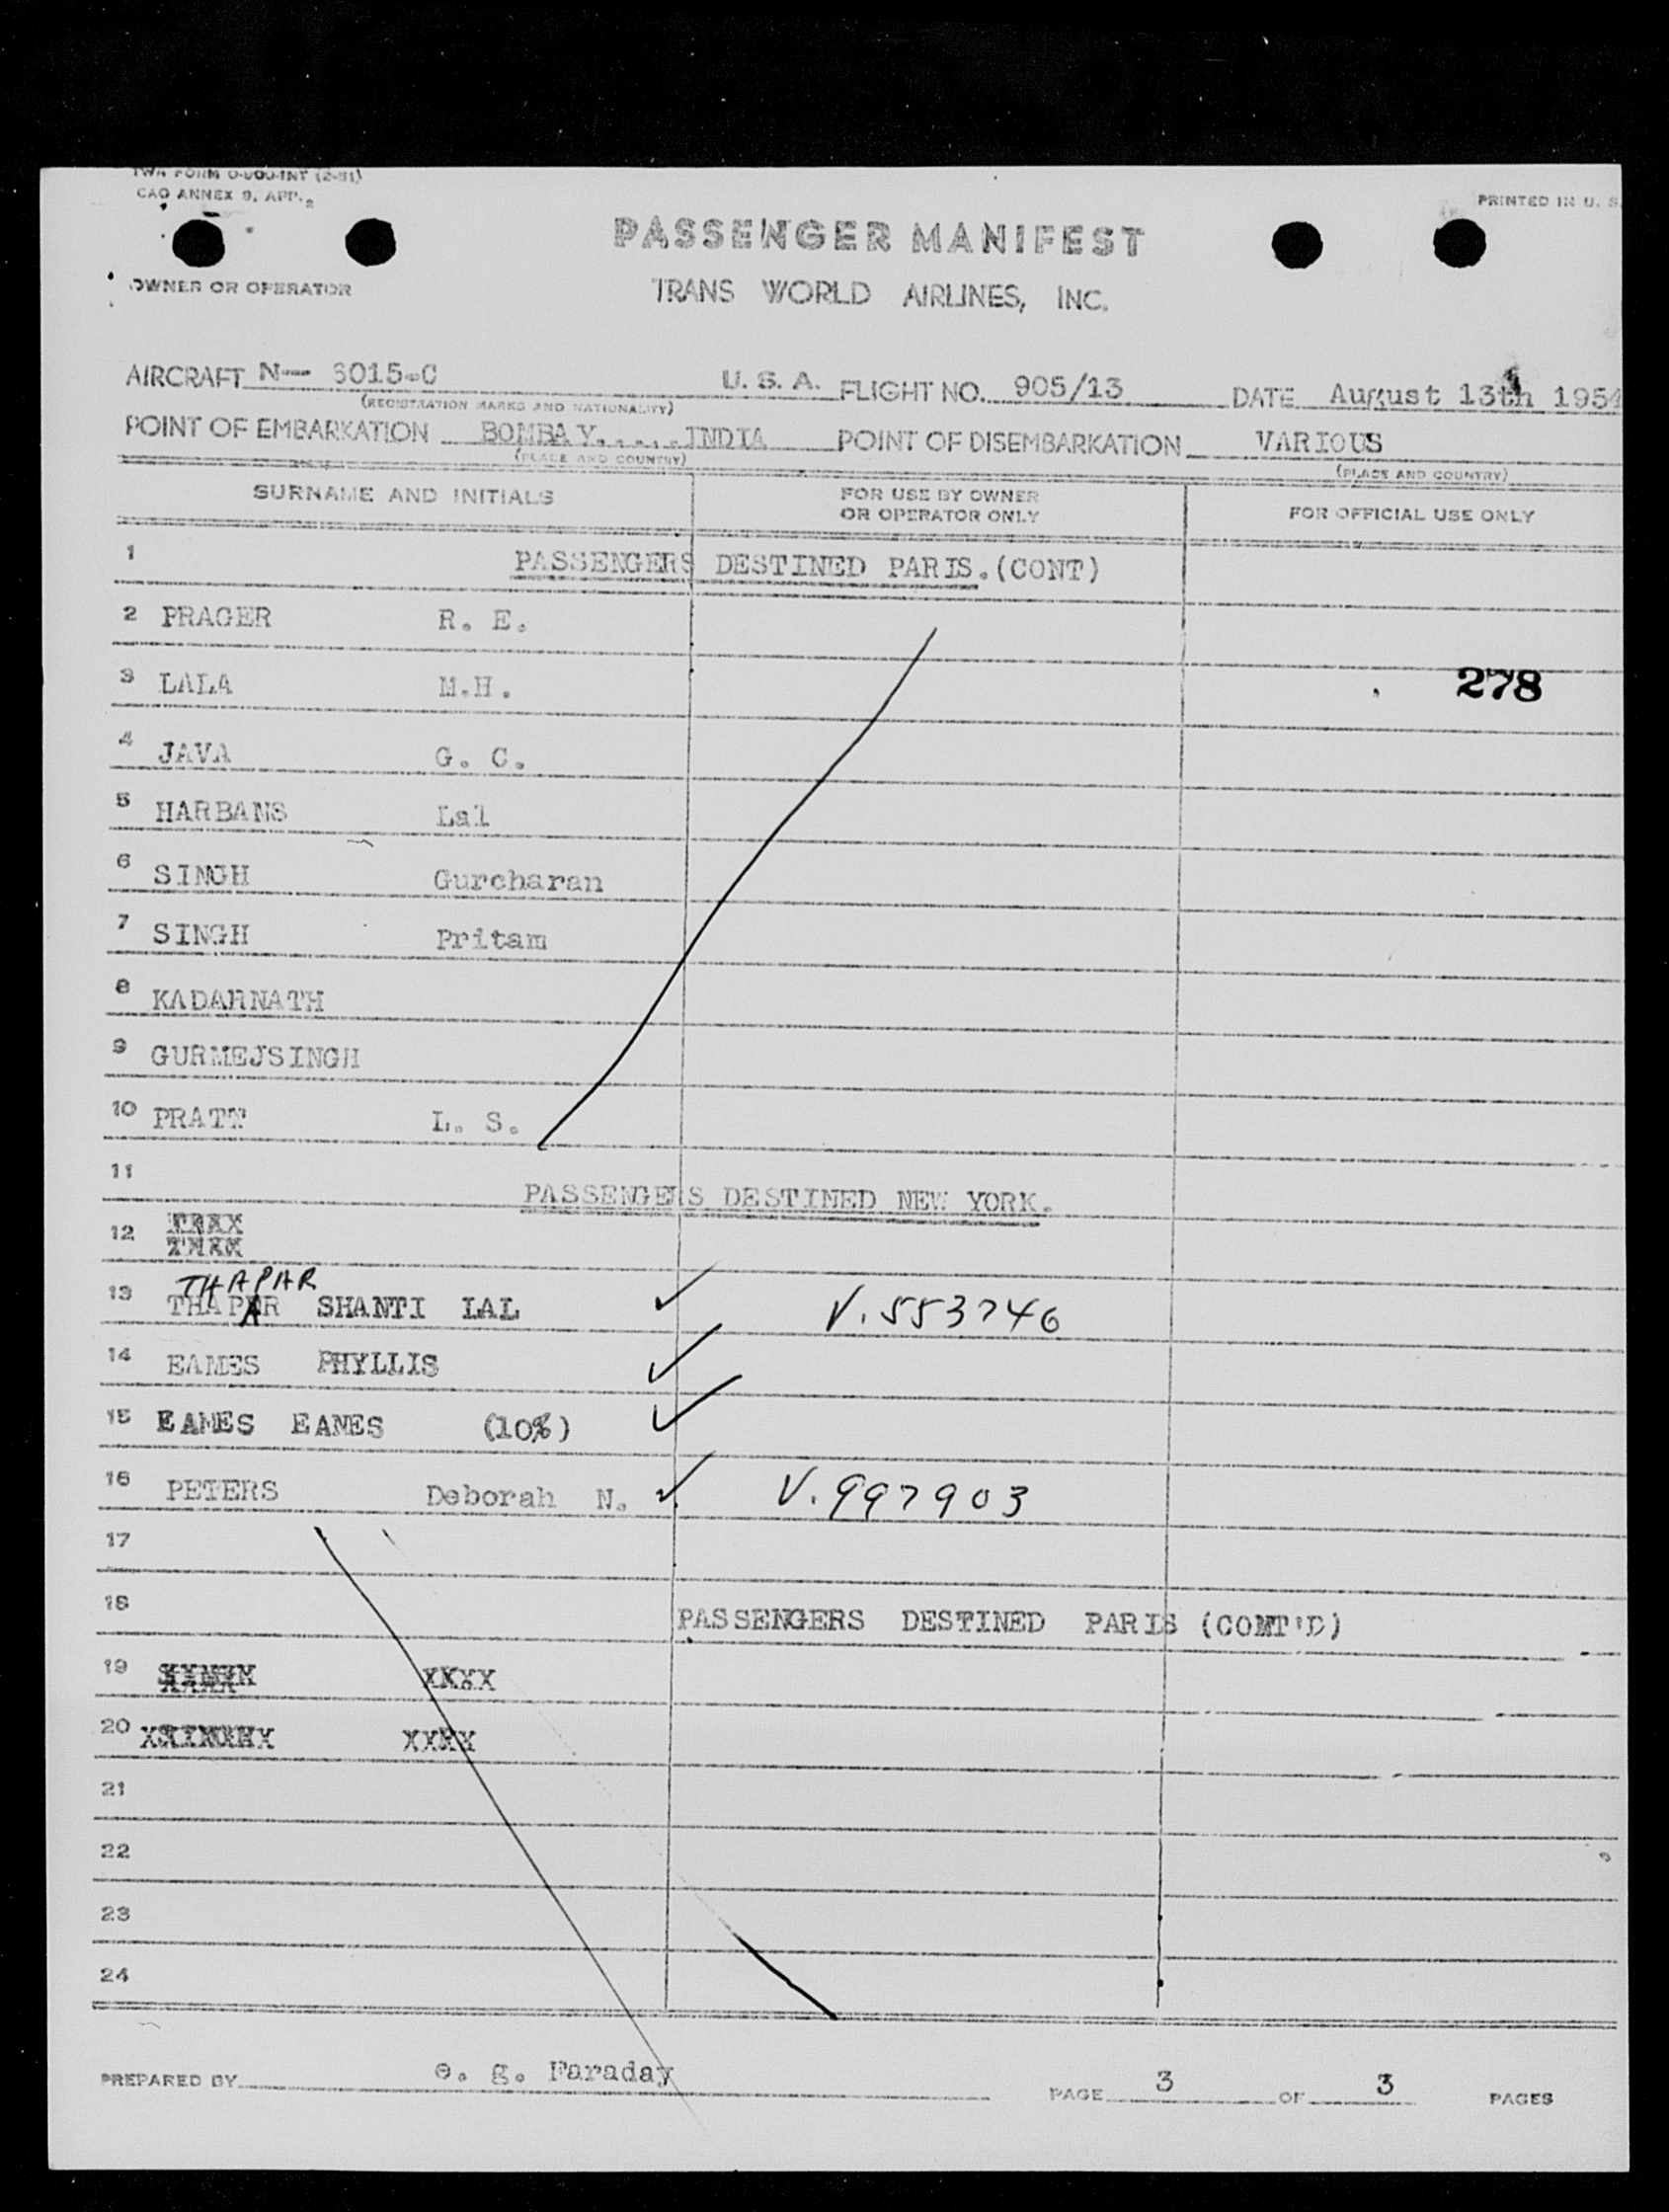 CAO ANNEX 9, APP. 2
PRINTED IN U. S.
PASSENGER MANIFEST
OWNER OR OPERATOR
TRANS WORLD AIRLINES, INC.
AIRCRAFT N-- 6015-C U. S. A. FLIGHT NO. 905/13 DATE August 13th 1954
(REGISTRATION MARKS AND NATIONALITY)
POINT OF EMBARKATION BOMBAY.....INDIA POINT OF DISEMBARKATION VARIOUS
(PLACE AND COUNTRY) (PLACE AND COUNTRY)
SURNAME AND INITIALS FOR USE BY OWNER OR OPERATOR ONLY FOR OFFICIAL USE ONLY
1 PASSENGERS DESTINED PARIS.(CONT)
2 PRAGER R. E.
3 LALA M.H. 278
4 JAVA G. C.
5 HARBANS Lal
6 SINGH Gurcharan
7 SINGH Pritam
8 KADARNATH
9 GURMEJSINGH
10 PRATT L. S.
11 PASSENGERS DESTINED NEW YORK.
12
THAPAR
13 THAPAR SHANTI LAL ✓ V.553746
14 EAMES PHYLLIS ✓
15 EAMES EAMES (10%) ✓
16 PETERS Deborah N. ✓ V.997903
17
18 PASSENGERS DESTINED PARIS (CONT'D)
19 XXXX
20 XXXX
21
22
23
24
PREPARED BY e. g. Faraday PAGE 3 OF 3 PAGES